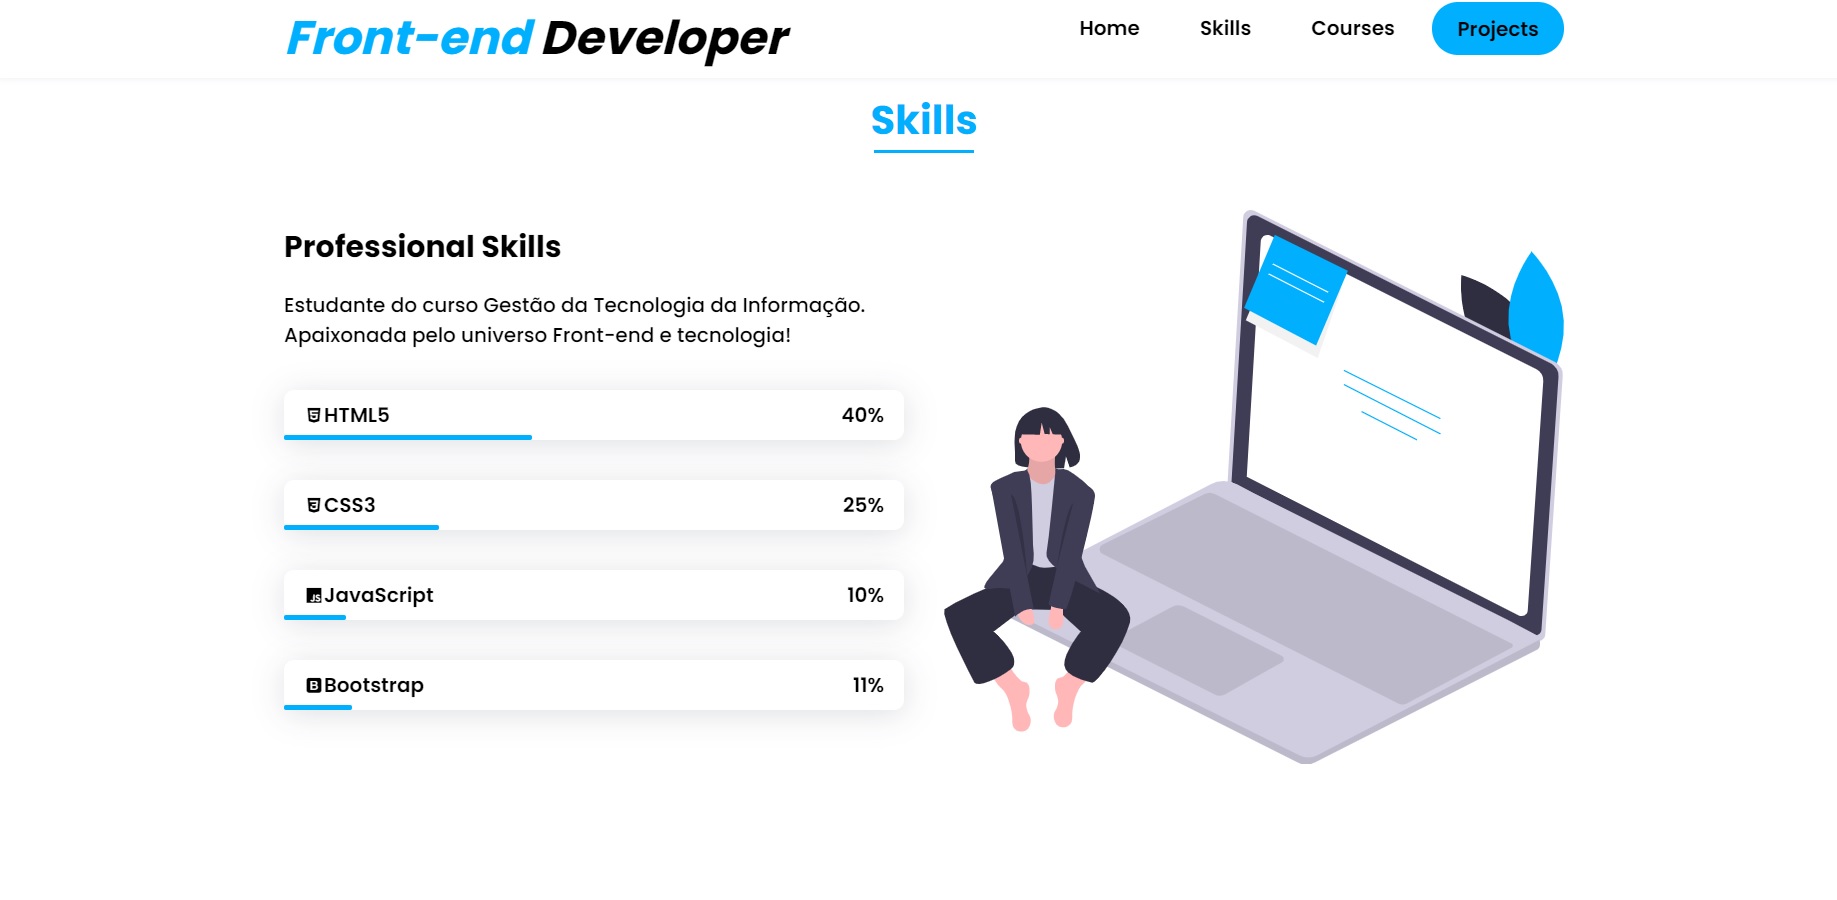 Front-end Developer
Home Skills Courses Projects
Skills
Professional Skills
Estudante do curso Gestão da Tecnologia da Informação.
Apaixonada pelo universo Front-end e tecnologia!
HTML5 40%
CSS3 25%
JavaScript 10%
Bootstrap 11%